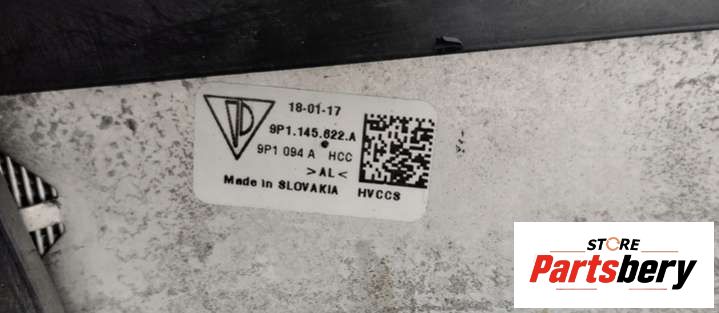 18-01-17
9P1.145.622.A
9P1 094 A HCC
>AL<
Made in SLOVAKIA HVCCS
STORE
Partsbery